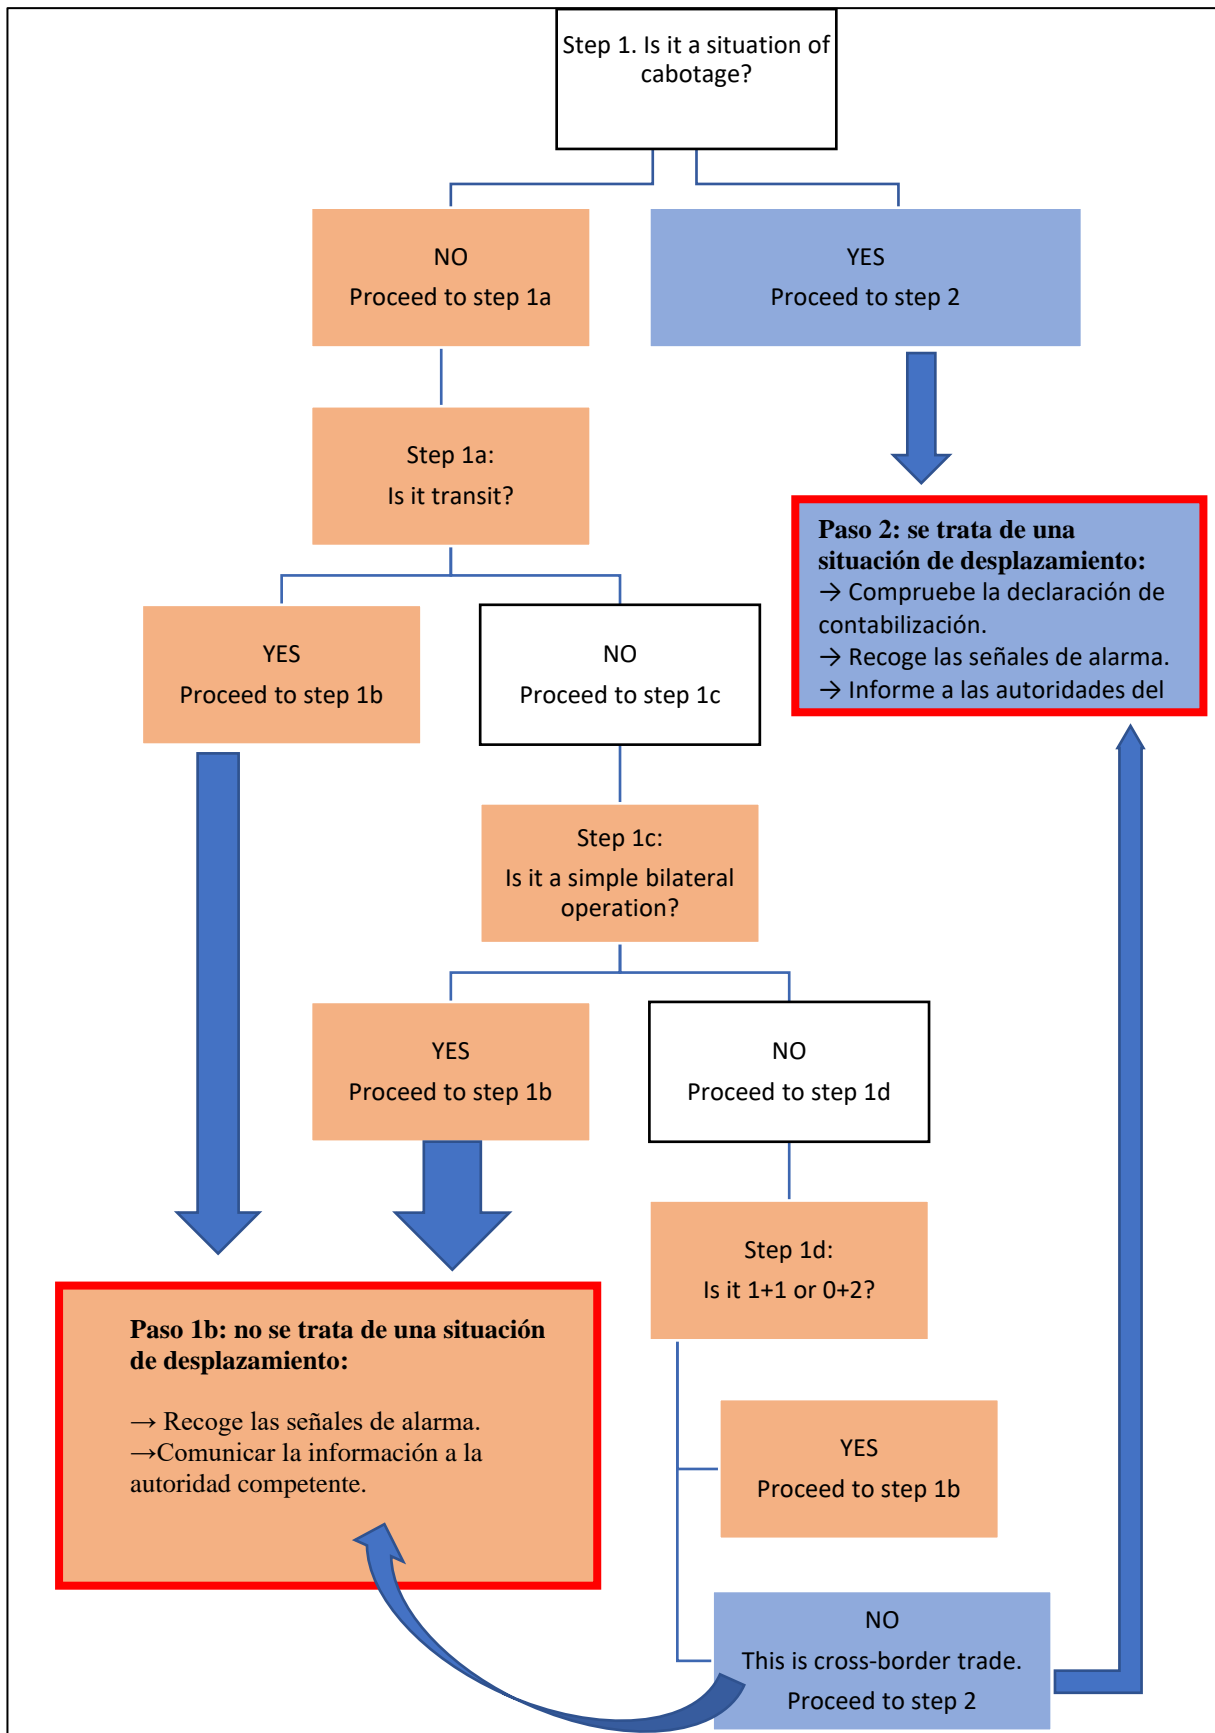 Step 1. Is it a situation of
cabotage?
NO
Proceed to step 1a
YES
Proceed to step 2
Step 1a:
Is it transit?
Paso 2: se trata de una
situación de desplazamiento:
→ Compruebe la declaración de
contabilización.
→ Recoge las señales de alarma.
→ Informe a las autoridades del
YES
Proceed to step 1b
NO
Proceed to step 1c
Step 1c:
Is it a simple bilateral
operation?
YES
Proceed to step 1b
NO
Proceed to step 1d
Step 1d:
Is it 1+1 or 0+2?
Paso 1b: no se trata de una situación
de desplazamiento:
→ Recoge las señales de alarma.
→Comunicar la información a la
autoridad competente.
YES
Proceed to step 1b
NO
This is cross-border trade.
Proceed to step 2